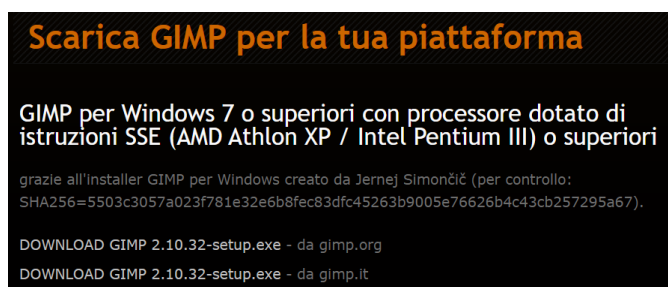 Scarica GIMP per la tua piattaforma
GIMP per Windows 7 o superiori con processore dotato di
istruzioni SSE (AMD Athlon XP / Intel Pentium III) o superiori
grazie all'installer GIMP per Windows creato da Jernej Simončič (per controllo:
SHA256=5503c3057a023f781e32e6b8fec83dfc45263b9005e76626b4c43cb257295a67).
DOWNLOAD GIMP 2.10.32-setup.exe - da gimp.org
DOWNLOAD GIMP 2.10.32-setup.exe - da gimp.it